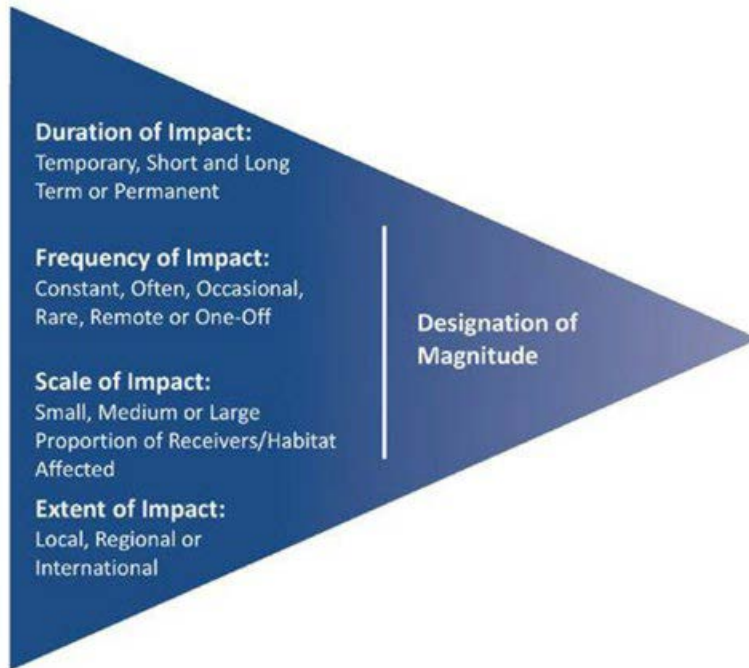 Duration of Impact:
Temporary, Short and Long
Term or Permanent
Frequency of Impact:
Constant, Often, Occasional,
Rare, Remote or One-Off
Scale of Impact:
Small, Medium or Large
Proportion of Receivers/Habitat
Affected
Extent of Impact:
Local, Regional or
International
Designation of
Magnitude